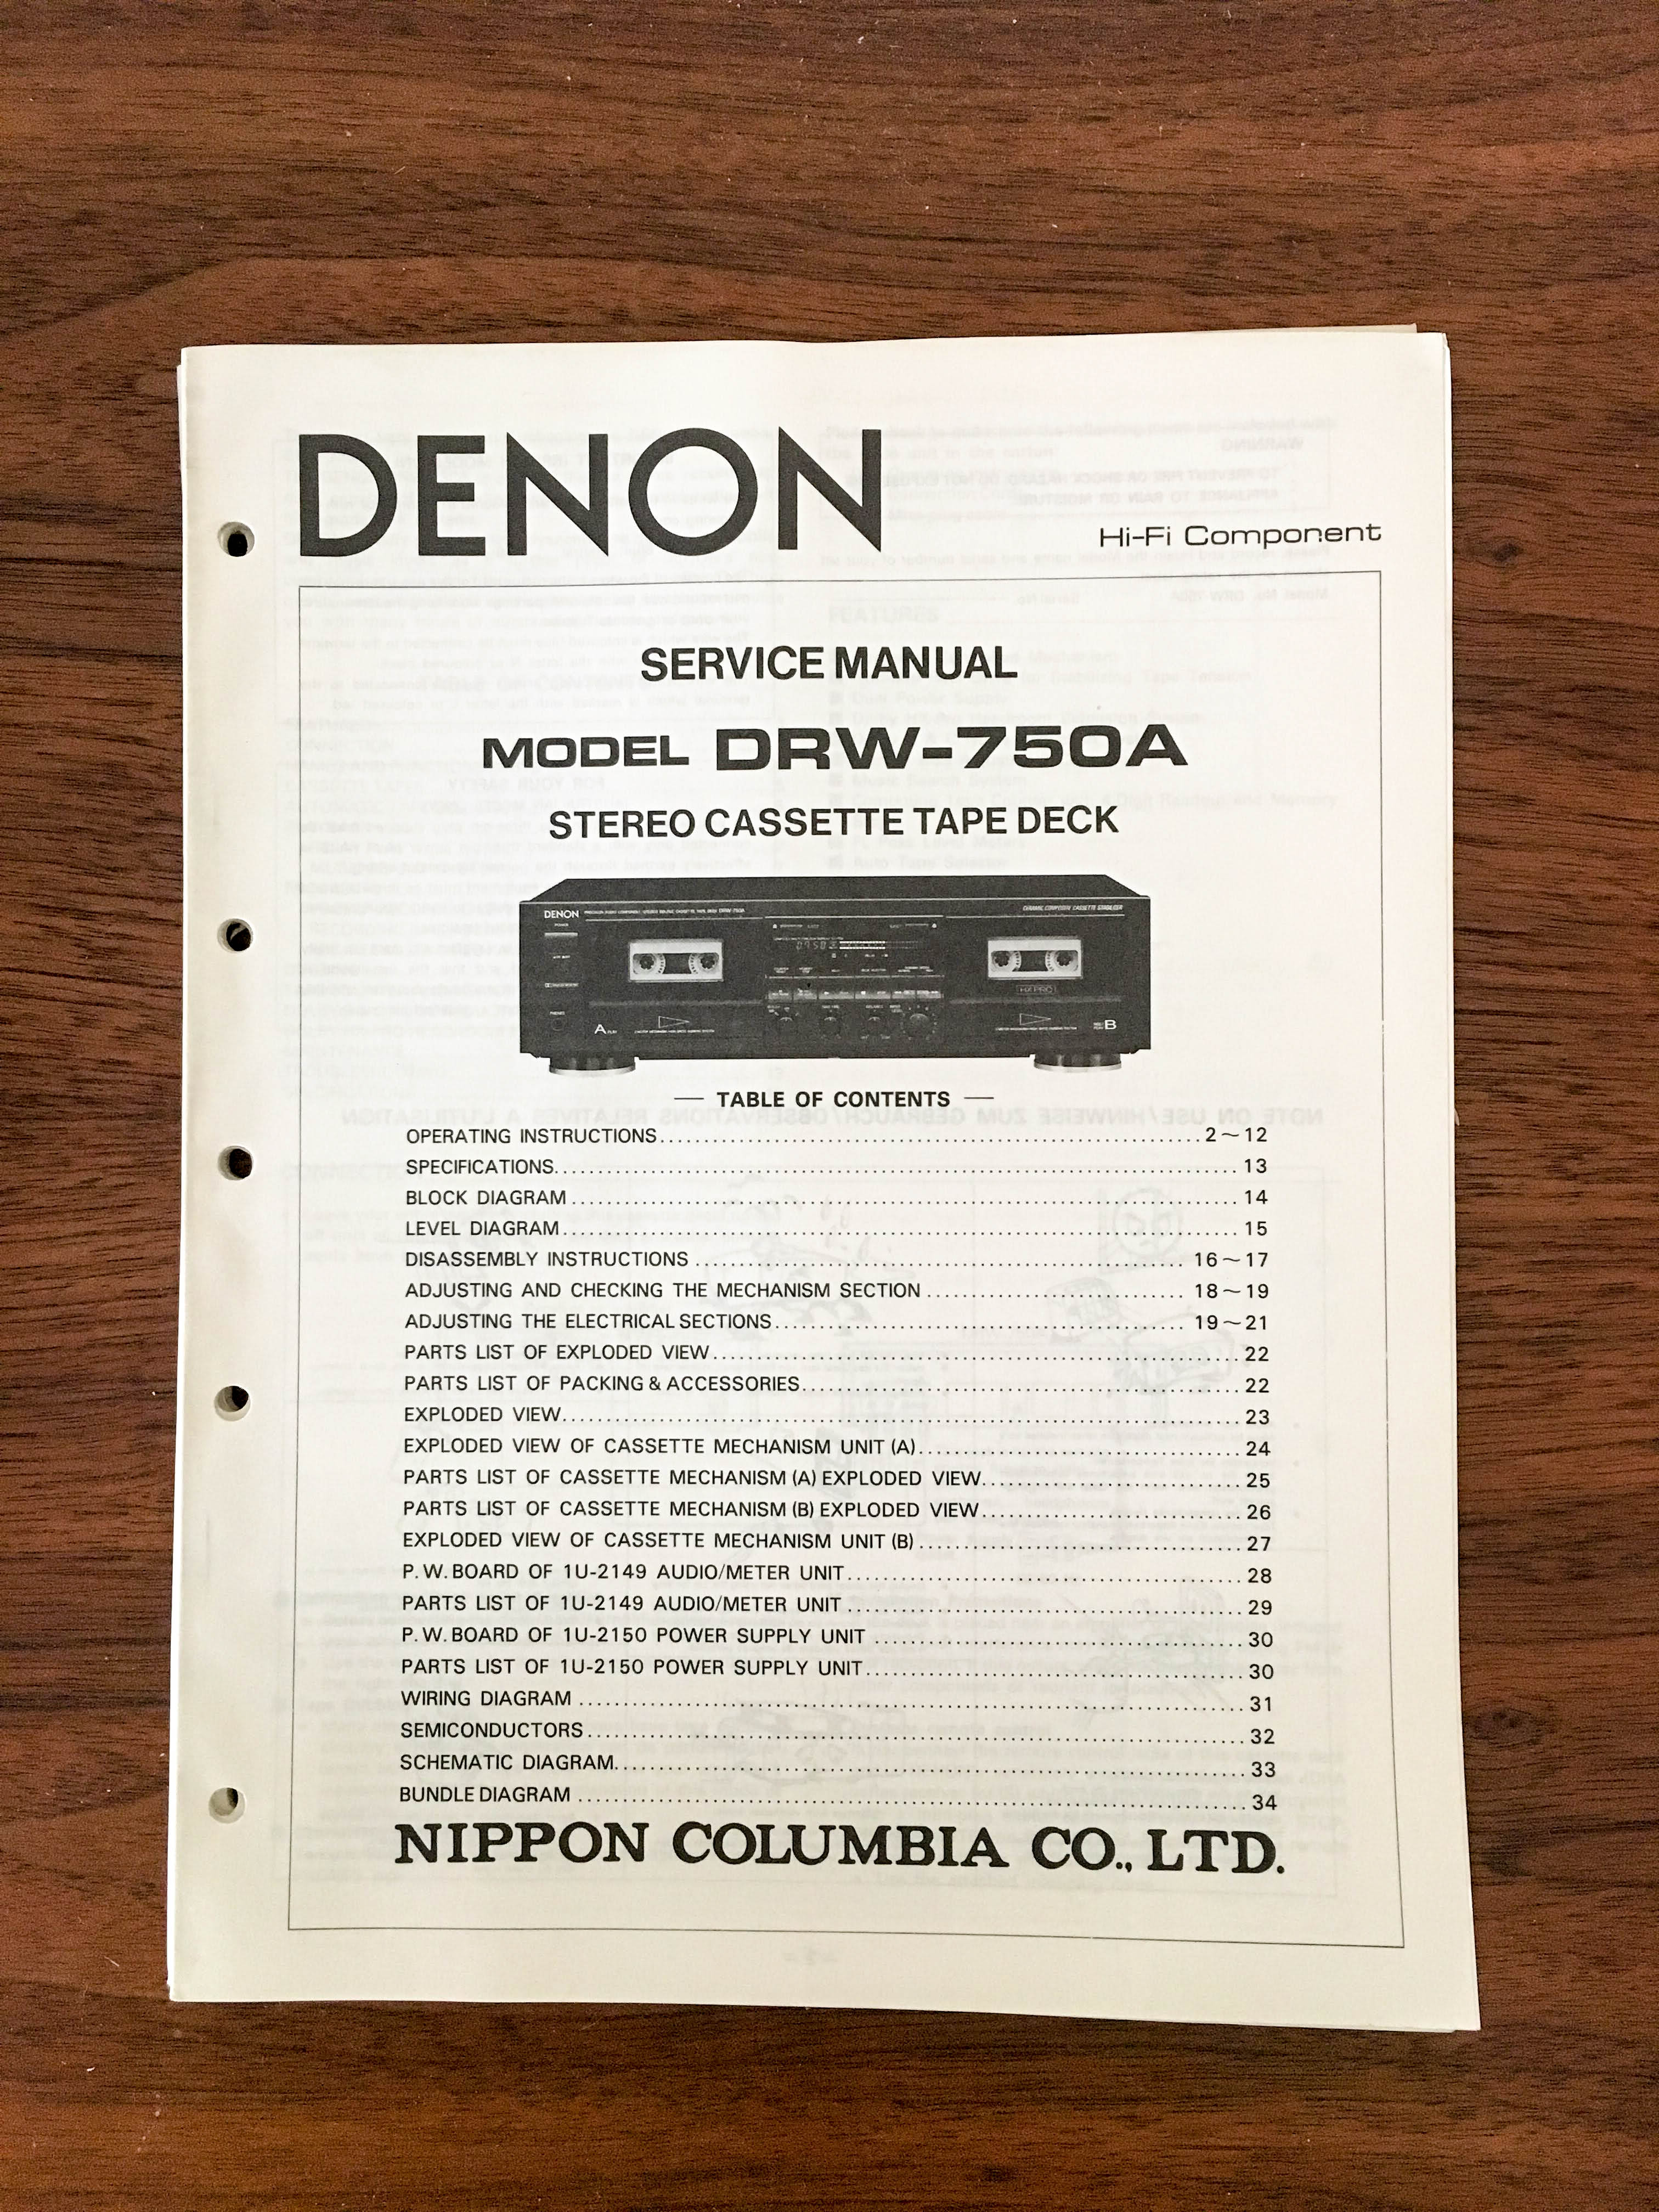 DENON
Hi-Fi Component
SERVICE MANUAL
MODEL DRW-750A
STEREO CASSETTE TAPE DECK
DENON
HX PRO
A
B
— TABLE OF CONTENTS —
OPERATING INSTRUCTIONS 2~12
SPECIFICATIONS 13
BLOCK DIAGRAM 14
LEVEL DIAGRAM 15
DISASSEMBLY INSTRUCTIONS 16~17
ADJUSTING AND CHECKING THE MECHANISM SECTION 18~19
ADJUSTING THE ELECTRICAL SECTIONS 19~21
PARTS LIST OF EXPLODED VIEW 22
PARTS LIST OF PACKING & ACCESSORIES 22
EXPLODED VIEW 23
EXPLODED VIEW OF CASSETTE MECHANISM UNIT (A) 24
PARTS LIST OF CASSETTE MECHANISM (A) EXPLODED VIEW 25
PARTS LIST OF CASSETTE MECHANISM (B) EXPLODED VIEW 26
EXPLODED VIEW OF CASSETTE MECHANISM UNIT (B) 27
P.W.BOARD OF 1U-2149 AUDIO/METER UNIT 28
PARTS LIST OF 1U-2149 AUDIO/METER UNIT 29
P.W.BOARD OF 1U-2150 POWER SUPPLY UNIT 30
PARTS LIST OF 1U-2150 POWER SUPPLY UNIT 30
WIRING DIAGRAM 31
SEMICONDUCTORS 32
SCHEMATIC DIAGRAM 33
BUNDLE DIAGRAM 34
NIPPON COLUMBIA CO., LTD.